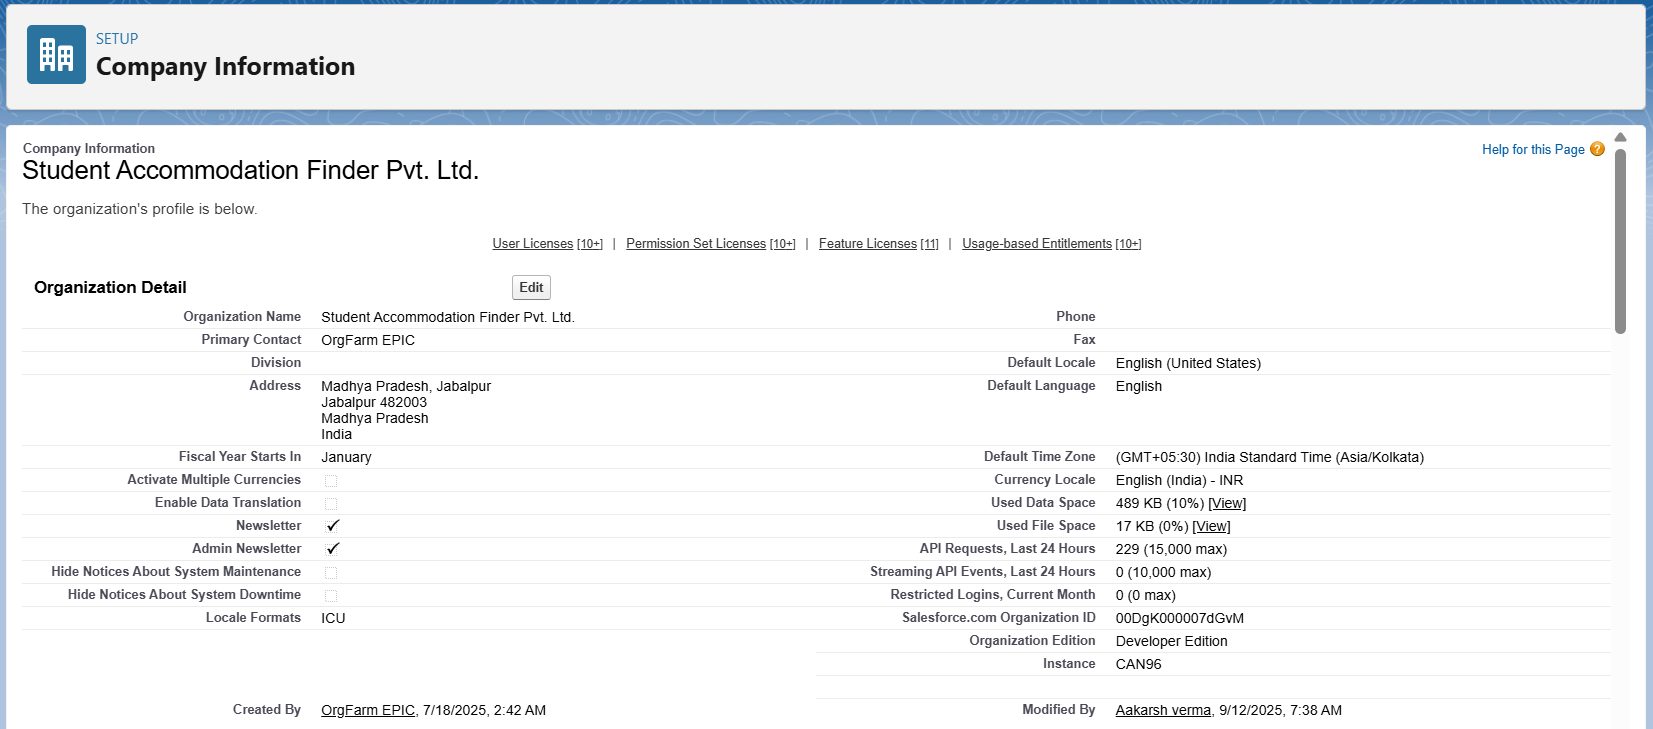 SETUP
Company Information
Company Information
Student Accommodation Finder Pvt. Ltd.
Help for this Page ?
The organization's profile is below.
User Licenses [10+] | Permission Set Licenses [10+] | Feature Licenses [11] | Usage-based Entitlements [10+]
Organization Detail Edit
Organization Name Student Accommodation Finder Pvt. Ltd. Phone
Primary Contact OrgFarm EPIC Fax
Division Default Locale English (United States)
Address Madhya Pradesh, Jabalpur Default Language English
Jabalpur 482003
Madhya Pradesh
India
Fiscal Year Starts In January Default Time Zone (GMT+05:30) India Standard Time (Asia/Kolkata)
Activate Multiple Currencies Currency Locale English (India) - INR
Enable Data Translation Used Data Space 489 KB (10%) [View]
Newsletter Used File Space 17 KB (0%) [View]
Admin Newsletter API Requests, Last 24 Hours 229 (15,000 max)
Hide Notices About System Maintenance Streaming API Events, Last 24 Hours 0 (10,000 max)
Hide Notices About System Downtime Restricted Logins, Current Month 0 (0 max)
Locale Formats ICU Salesforce.com Organization ID 00DgK000007dGvM
Organization Edition Developer Edition
Instance CAN96
Created By OrgFarm EPIC, 7/18/2025, 2:42 AM Modified By Aakarsh verma, 9/12/2025, 7:38 AM